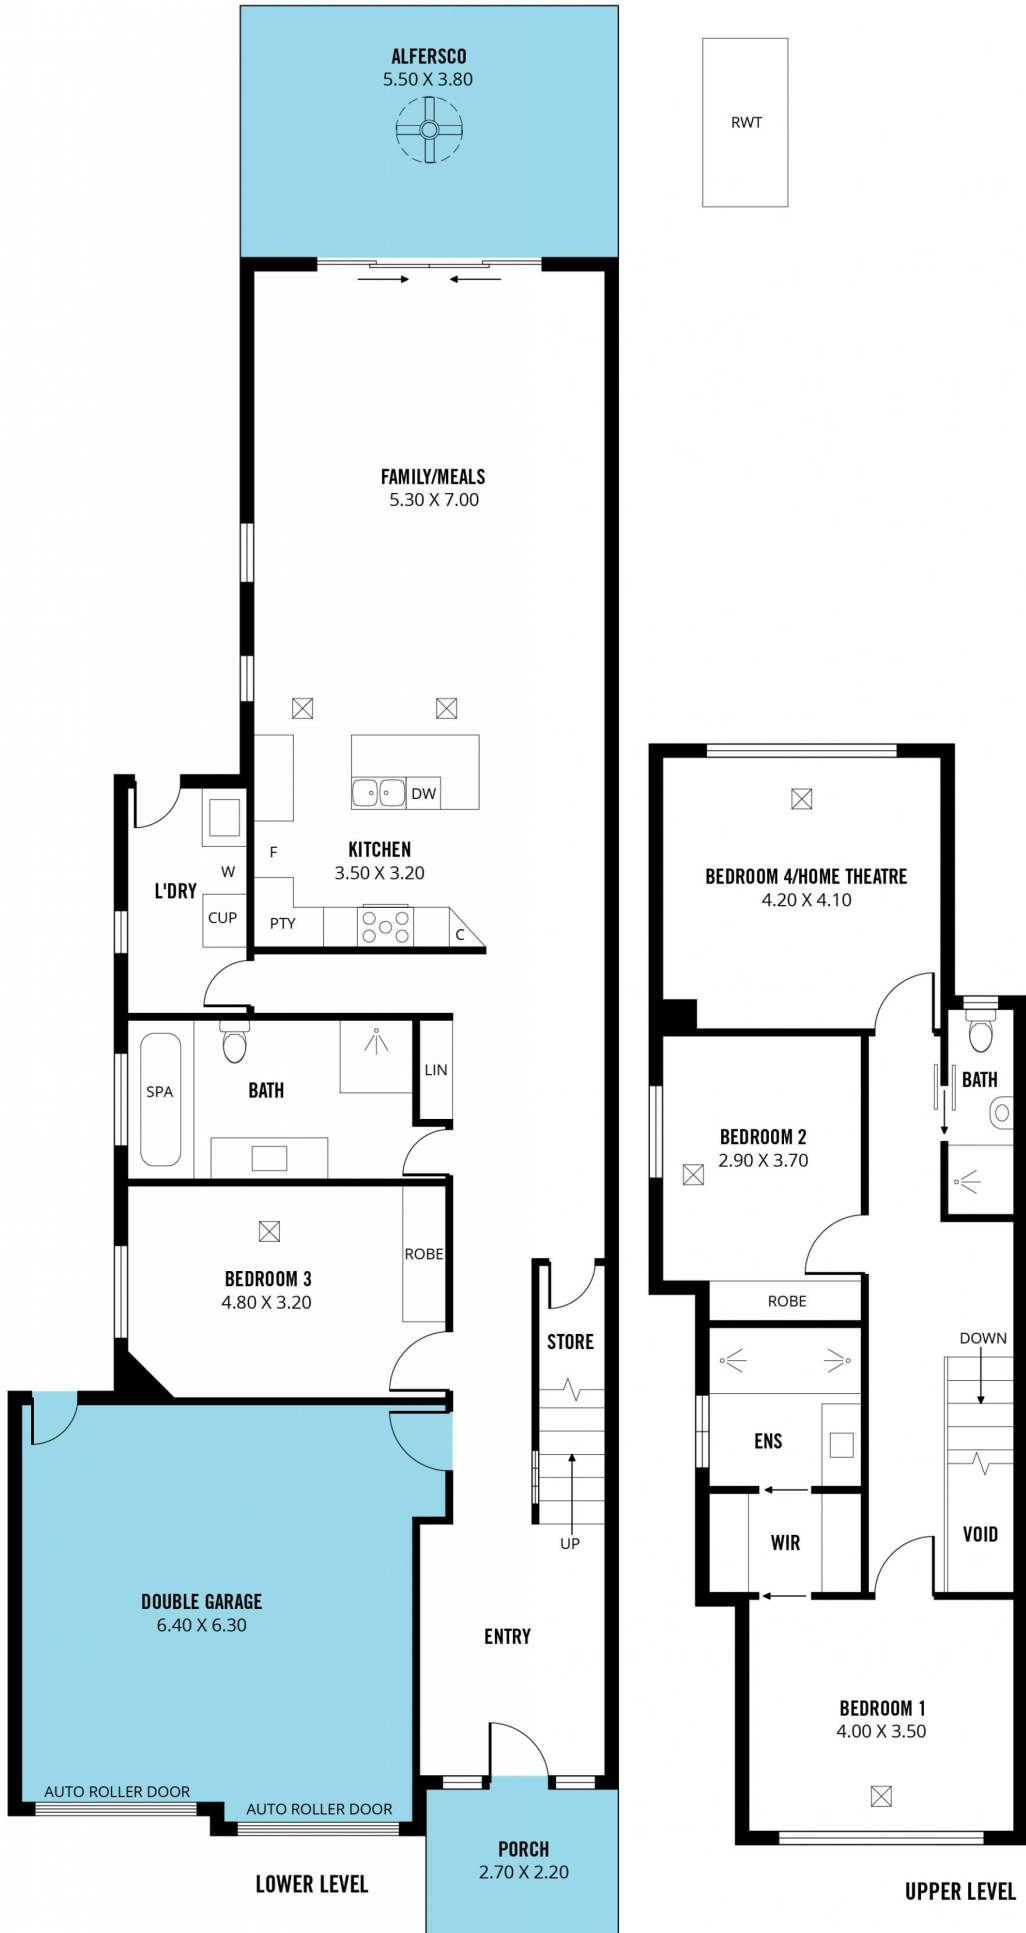 ALFERSCO
5.50 X 3.80
RWT
FAMILY/MEALS
5.30 X 7.00
DW
F
KITCHEN
3.50 X 3.20
W
L'DRY
CUP
PTY
C
SPA
BATH
LIN
ROBE
BEDROOM 3
4.80 X 3.20
STORE
UP
DOUBLE GARAGE
6.40 X 6.30
ENTRY
AUTO ROLLER DOOR
AUTO ROLLER DOOR
PORCH
2.70 X 2.20
LOWER LEVEL
BEDROOM 4/HOME THEATRE
4.20 X 4.10
BATH
BEDROOM 2
2.90 X 3.70
ROBE
DOWN
ENS
WIR
VOID
BEDROOM 1
4.00 X 3.50
UPPER LEVEL